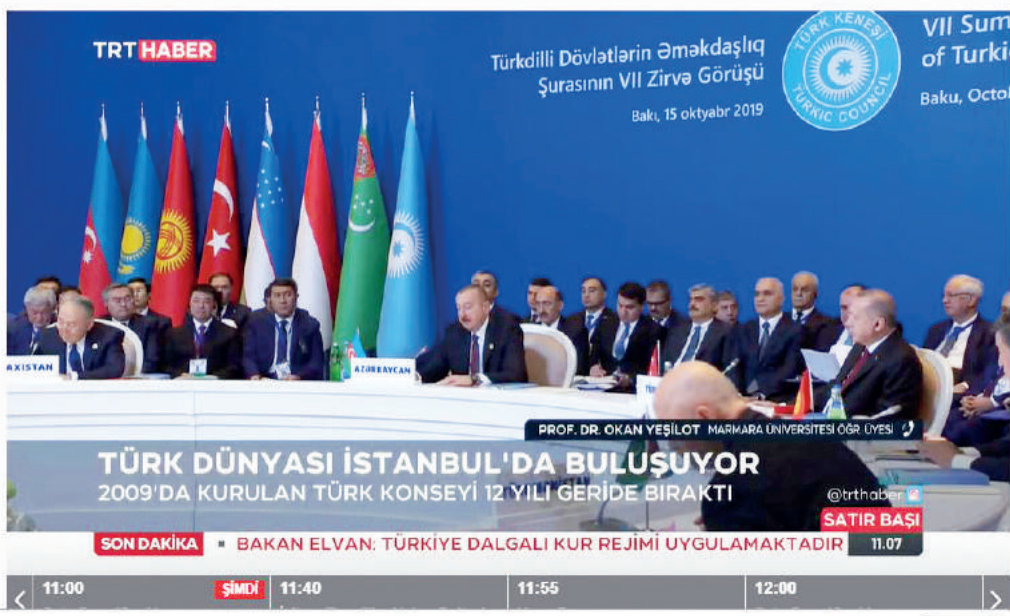 TRT HABER
Türkdilli Dövlətlərin Əməkdaşlıq
Şurasının VII Zirvə Görüşü
Bakı, 15 oktyabr 2019
TÜRK KENEŞİ
TURKIC COUNCIL
VII Sum
of Turki
Baku, Octo
AXISTAN
AZƏRBAYCAN
PROF. DR. OKAN YEŞİLOT MARMARA ÜNİVERSİTESİ ÖĞR. ÜYESİ
TÜRK DÜNYASI İSTANBUL'DA BULUŞUYOR
2009'DA KURULAN TÜRK KONSEYİ 12 YILI GERİDE BIRAKTI
@trthaber
SATIR BAŞI
SON DAKİKA ▪ BAKAN ELVAN: TÜRKİYE DALGALI KUR REJİMİ UYGULAMAKTADIR 11.07
11:00 ŞİMDİ 11:40 11:55 12:00